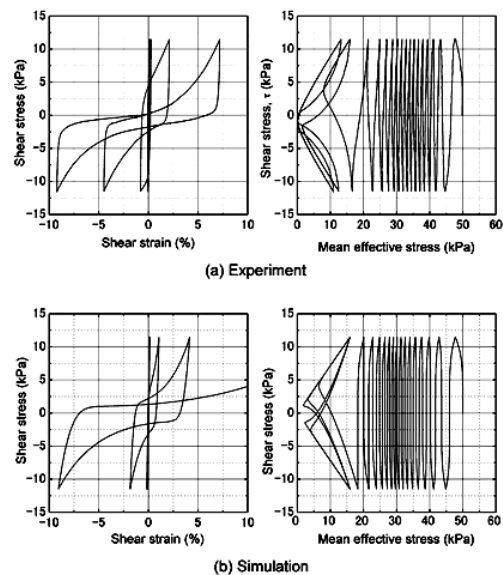 15
10
5
0
-5
-10
-15
-10 -5 0 5 10
Shear stress (kPa)
Shear strain (%)
15
10
5
0
-5
-10
-15
0 10 20 30 40 50 60
Shear stress, τ (kPa)
Mean effective stress (kPa)
(a) Experiment
15
10
5
0
-5
-10
-15
-10 -5 0 5 10
Shear stress (kPa)
Shear strain (%)
15
10
5
0
-5
-10
-15
0 10 20 30 40 50 60
Shear stress (kPa)
Mean effective stress (kPa)
(b) Simulation